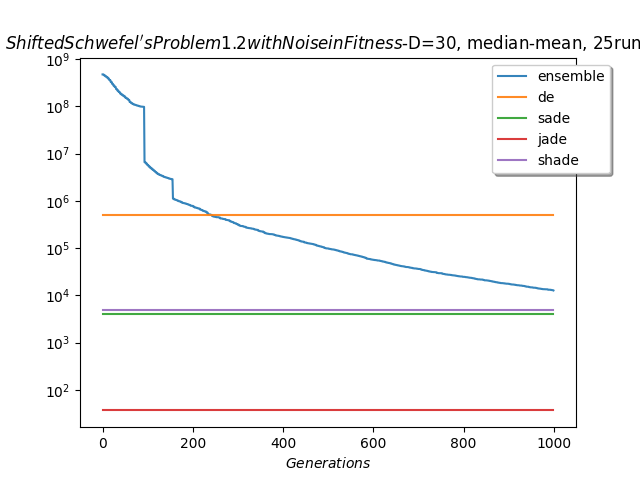 ShiftedSchwefel'sProblem1.2withNoiseinFitness-D=30, median-mean, 25run
10^9
10^8
10^7
10^6
10^5
10^4
10^3
10^2
ensemble
de
sade
jade
shade
0 200 400 600 800 1000
Generations